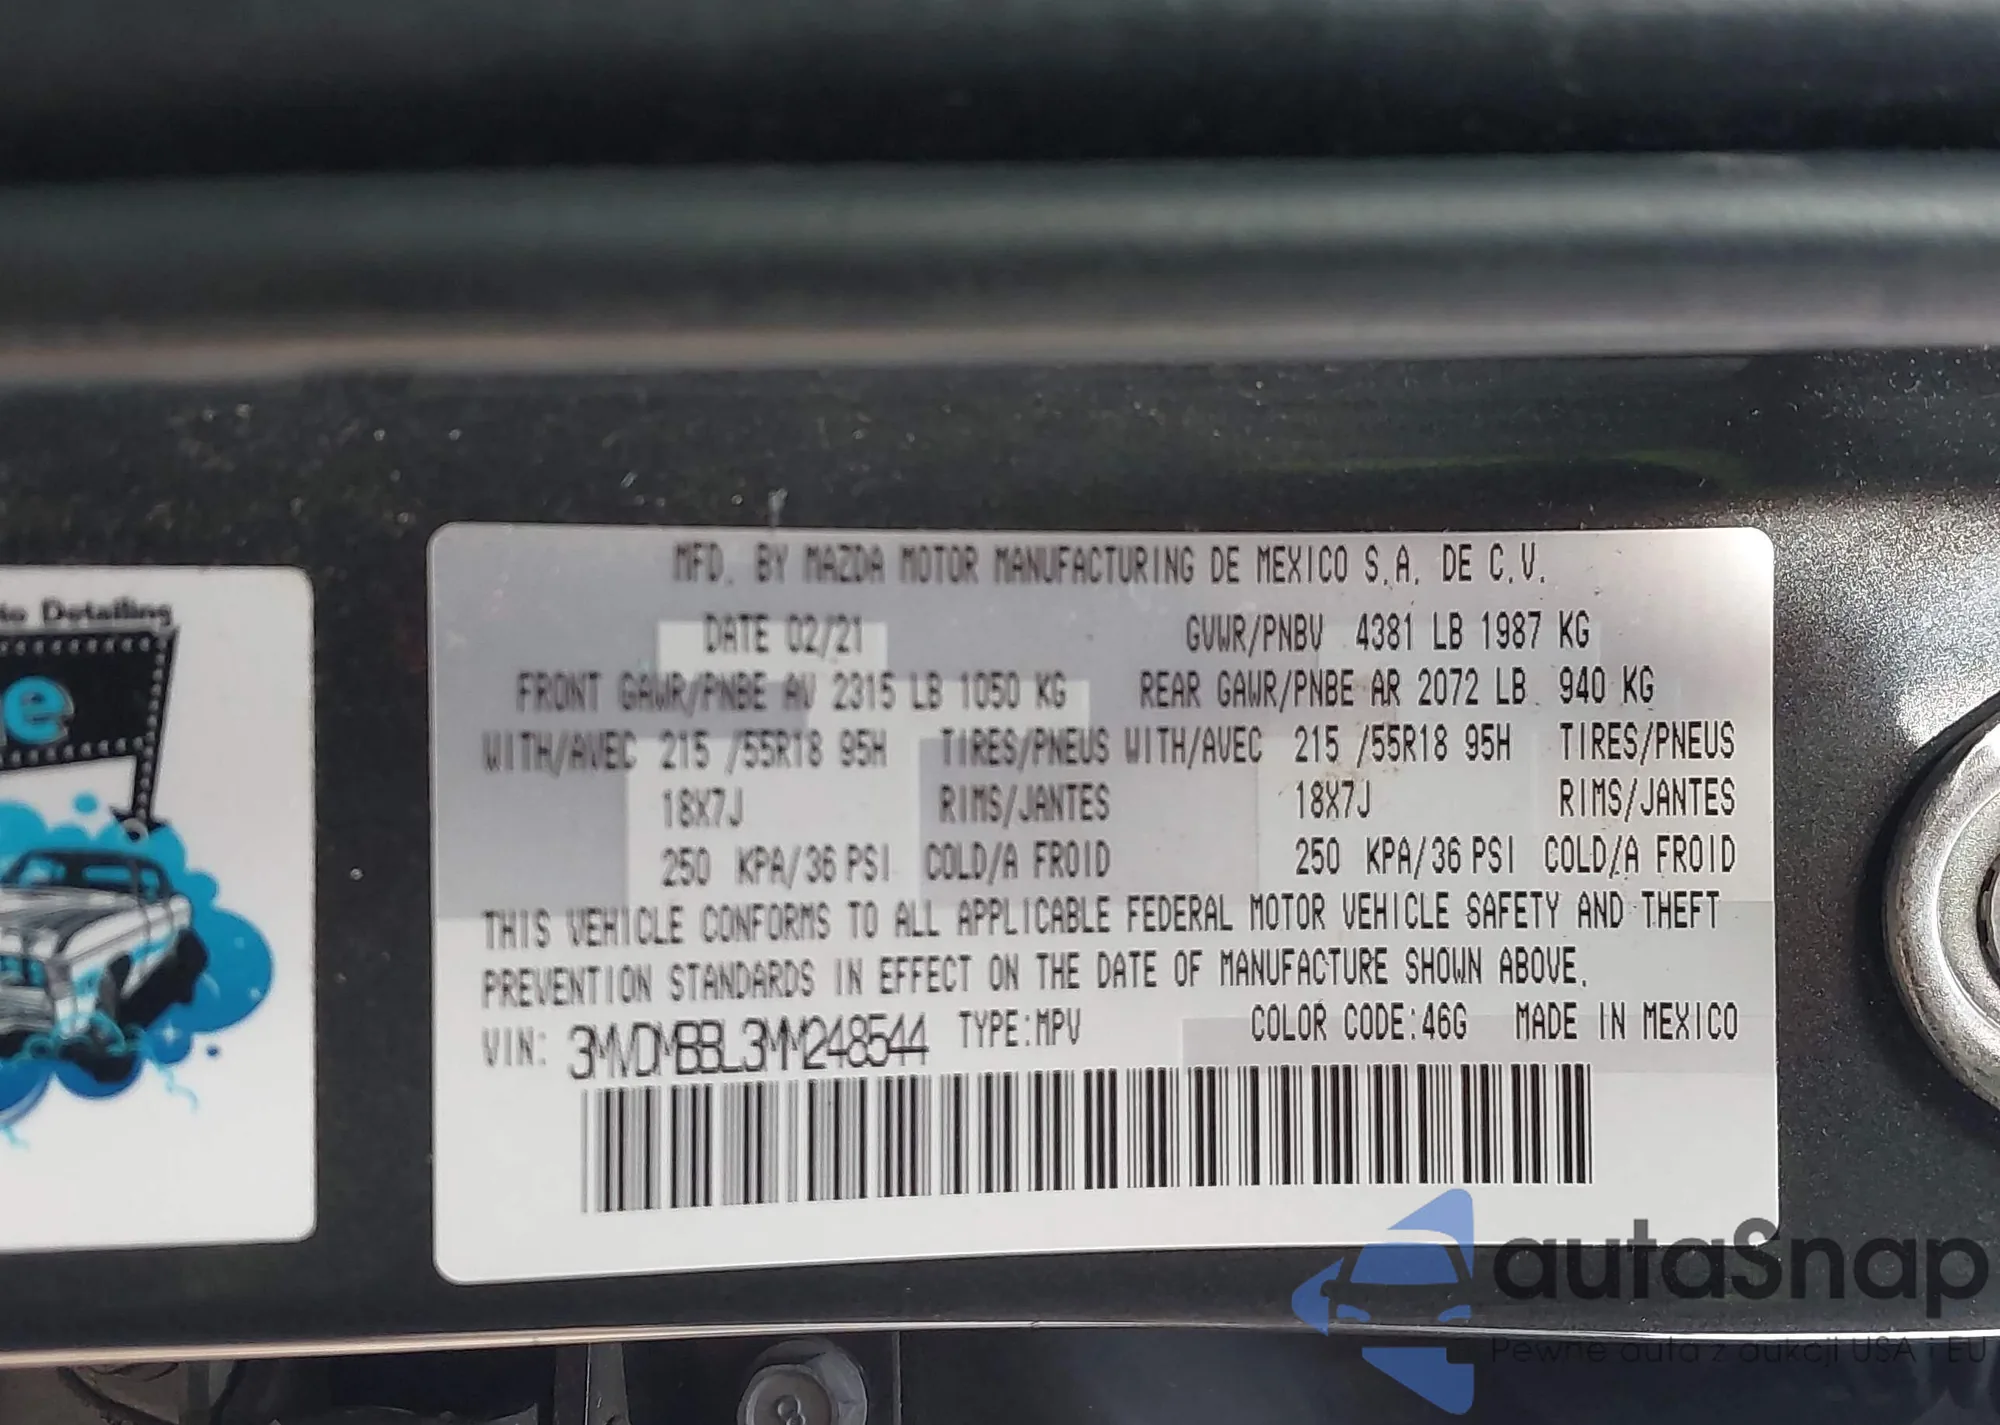 to Detailing
e
MFD. BY MAZDA MOTOR MANUFACTURING DE MEXICO S.A. DE C.V.
DATE 02/21 GVWR/PNBV 4381 LB 1987 KG
FRONT GAWR/PNBE AV 2315 LB 1050 KG REAR GAWR/PNBE AR 2072 LB 940 KG
WITH/AVEC 215 /55R18 95H TIRES/PNEUS WITH/AVEC 215 /55R18 95H TIRES/PNEUS
18X7J RIMS/JANTES 18X7J RIMS/JANTES
250 KPA/36 PSI COLD/A FROID 250 KPA/36 PSI COLD/A FROID
THIS VEHICLE CONFORMS TO ALL APPLICABLE FEDERAL MOTOR VEHICLE SAFETY AND THEFT
PREVENTION STANDARDS IN EFFECT ON THE DATE OF MANUFACTURE SHOWN ABOVE.
VIN: 3MVDMBBL3MM248544 TYPE:MPV COLOR CODE:46G MADE IN MEXICO
autaSnap
Pewne auta z aukcji USA i EU
8